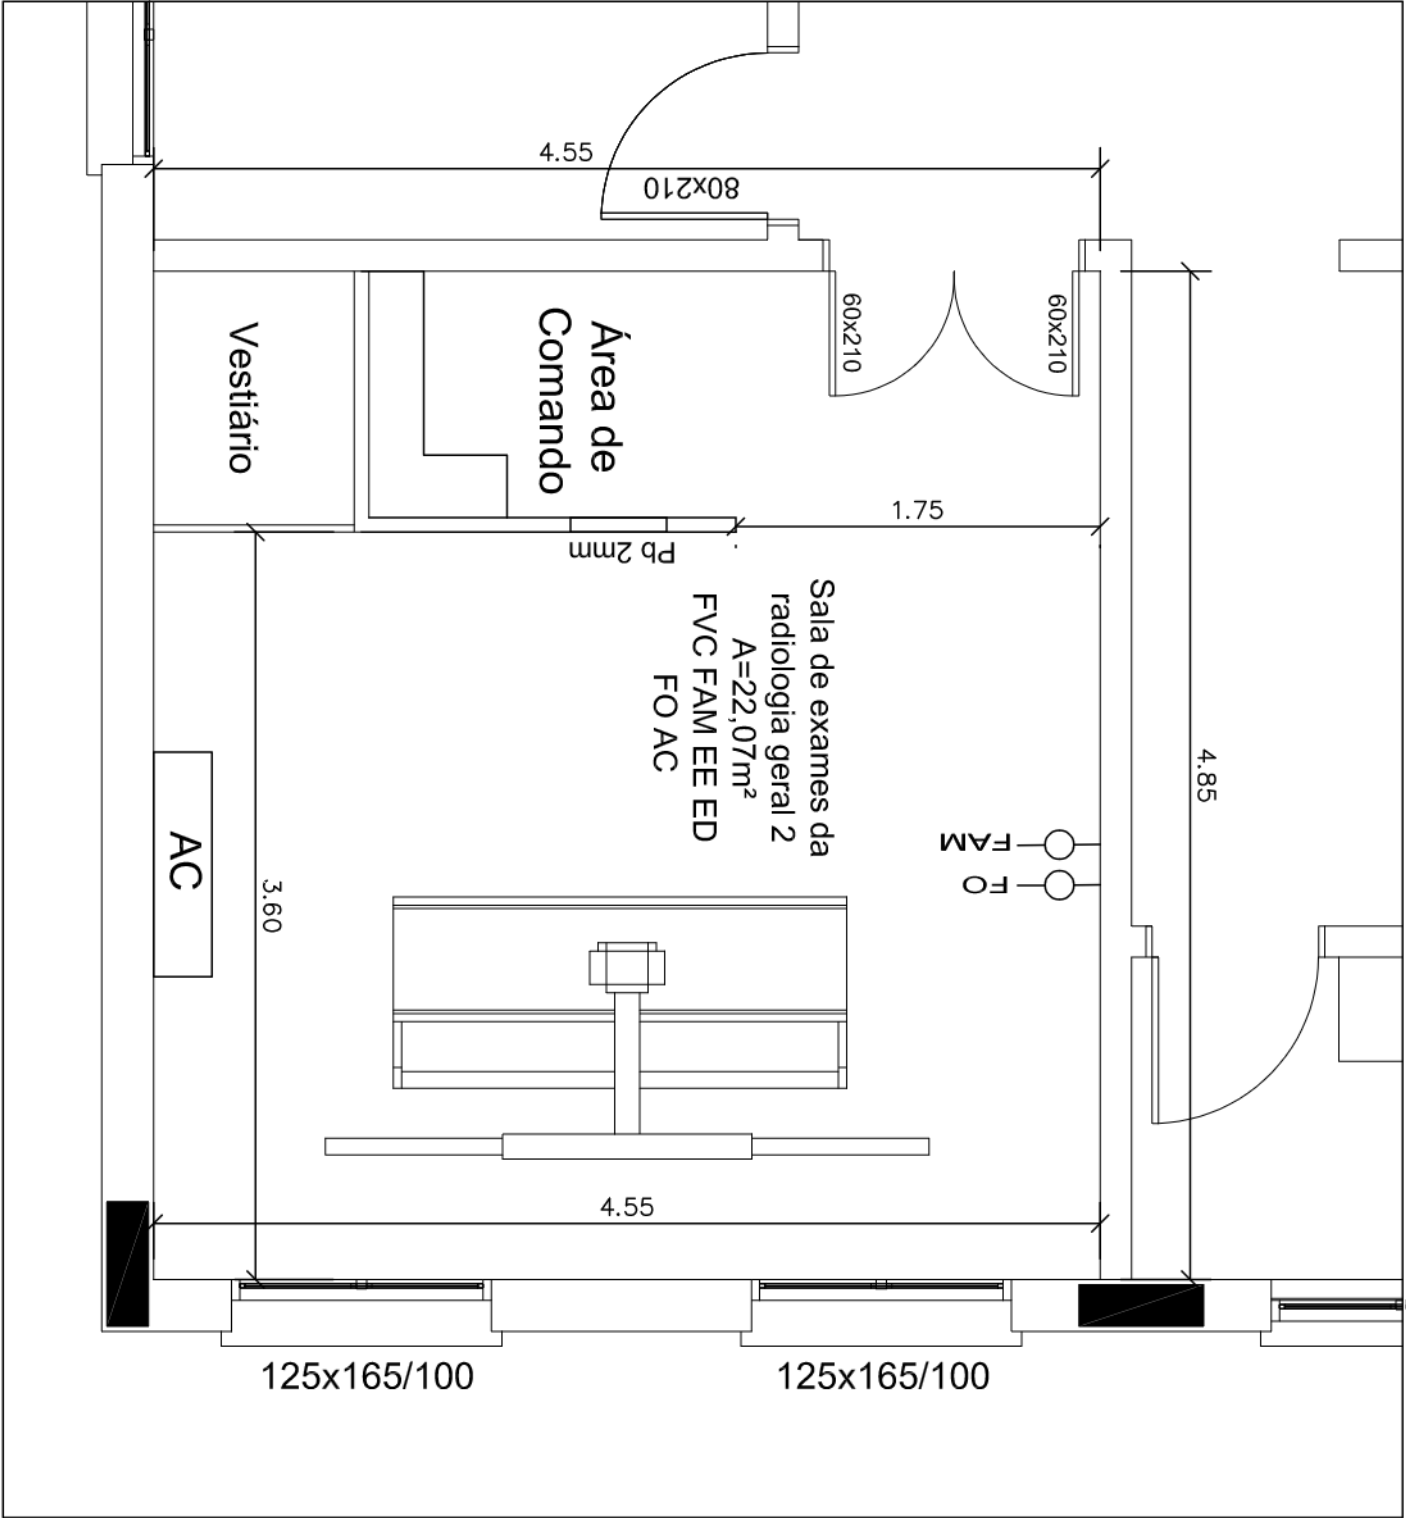 4.55
80x210
60x210
60x210
Vestiário
Área de
Comando
1.75
Pb 2mm
Sala de exames da
radiologia geral 2
A=22,07m²
FVC FAM EE ED
FO AC
4.85
FAM
FO
AC
3.60
4.55
125x165/100
125x165/100